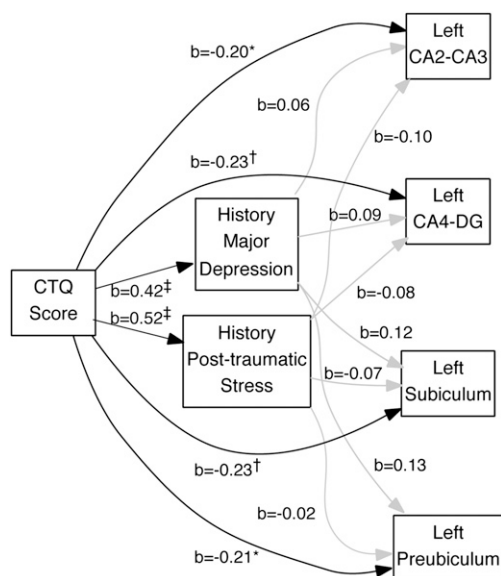 Left
CA2-CA3
b=-0.20*
b=0.06
b=-0.10
b=-0.23†
Left
CA4-DG
History
Major
Depression
b=0.09
CTQ
Score
b=0.42‡
b=0.52‡
b=-0.08
History
Post-traumatic
Stress
b=0.12
b=-0.07
Left
Subiculum
b=-0.23†
b=0.13
b=-0.02
b=-0.21*
Left
Preubiculum